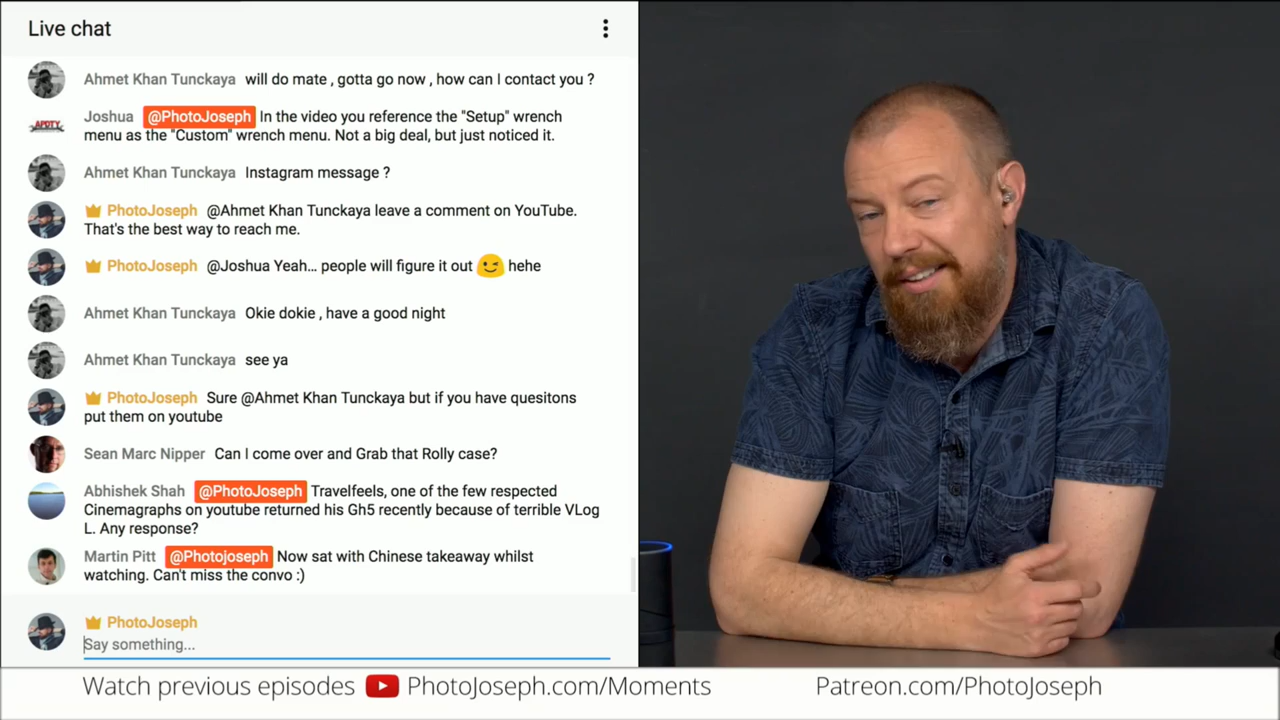 Live chat
Ahmet Khan Tunckaya will do mate , gotta go now , how can I contact you ?
Joshua @PhotoJoseph In the video you reference the "Setup" wrench
menu as the "Custom" wrench menu. Not a big deal, but just noticed it.
Ahmet Khan Tunckaya Instagram message ?
PhotoJoseph @Ahmet Khan Tunckaya leave a comment on YouTube.
That's the best way to reach me.
PhotoJoseph @Joshua Yeah... people will figure it out 😉 hehe
Ahmet Khan Tunckaya Okie dokie , have a good night
Ahmet Khan Tunckaya see ya
PhotoJoseph Sure @Ahmet Khan Tunckaya but if you have quesitons
put them on youtube
Sean Marc Nipper Can I come over and Grab that Rolly case?
Abhishek Shah @PhotoJoseph Travelfeels, one of the few respected
Cinemagraphs on youtube returned his Gh5 recently because of terrible VLog
L. Any response?
Martin Pitt @Photojoseph Now sat with Chinese takeaway whilst
watching. Can't miss the convo :)
PhotoJoseph
Say something...
Watch previous episodes PhotoJoseph.com/Moments Patreon.com/PhotoJoseph